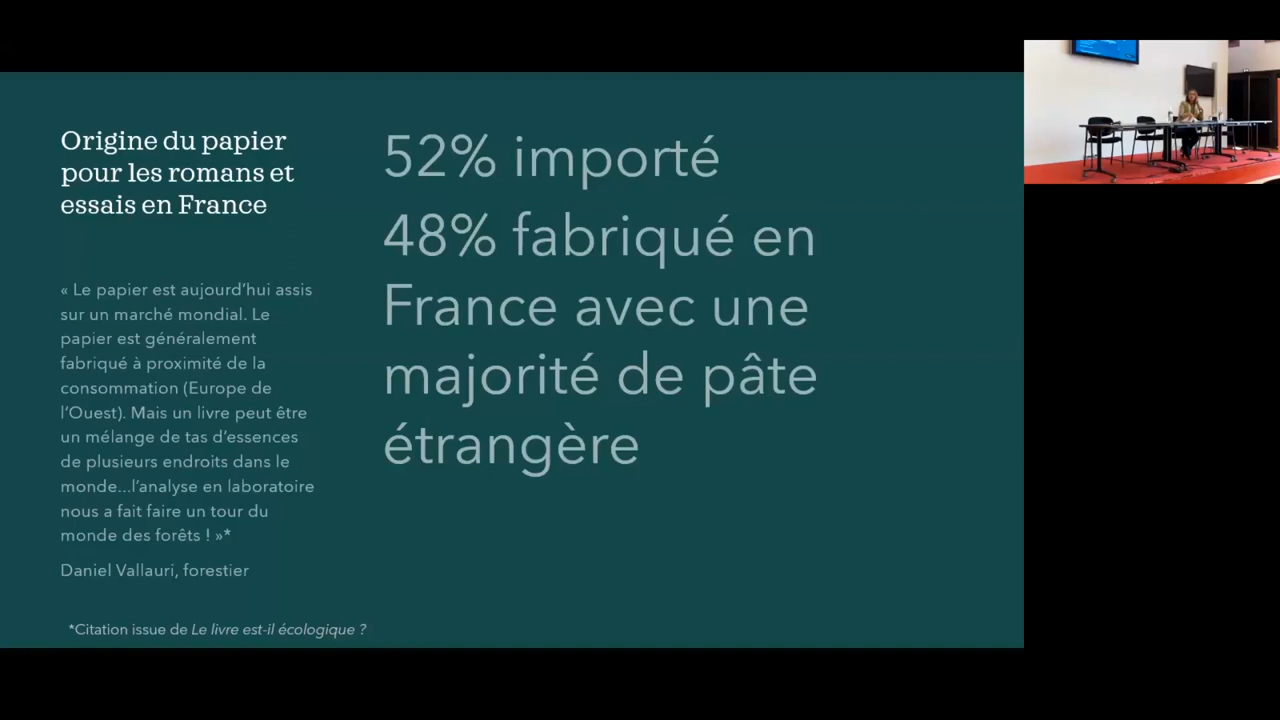 Origine du papier
pour les romans et
essais en France
« Le papier est aujourd’hui assis
sur un marché mondial. Le
papier est généralement
fabriqué à proximité de la
consommation (Europe de
l’Ouest). Mais un livre peut être
un mélange de tas d’essences
de plusieurs endroits dans le
monde...l’analyse en laboratoire
nous a fait faire un tour du
monde des forêts ! »*
Daniel Vallauri, forestier
*Citation issue de Le livre est-il écologique ?
52% importé
48% fabriqué en
France avec une
majorité de pâte
étrangère